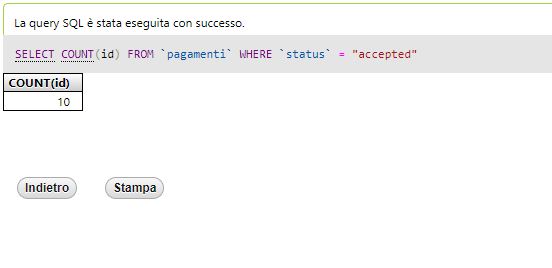 La query SQL è stata eseguita con successo.
SELECT COUNT(id) FROM `pagamenti` WHERE `status` = "accepted"
COUNT(id)
10
Indietro Stampa